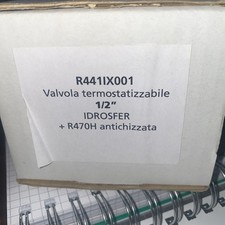 R441IX001
Valvola termostatizzabile
1/2"
IDROSFER
+ R470H antichizzata